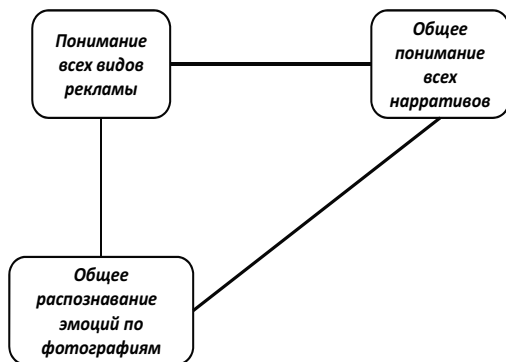 Понимание
всех видов
рекламы
Общее
понимание
всех
нарративов
Общее
распознавание
эмоций по
фотографиям